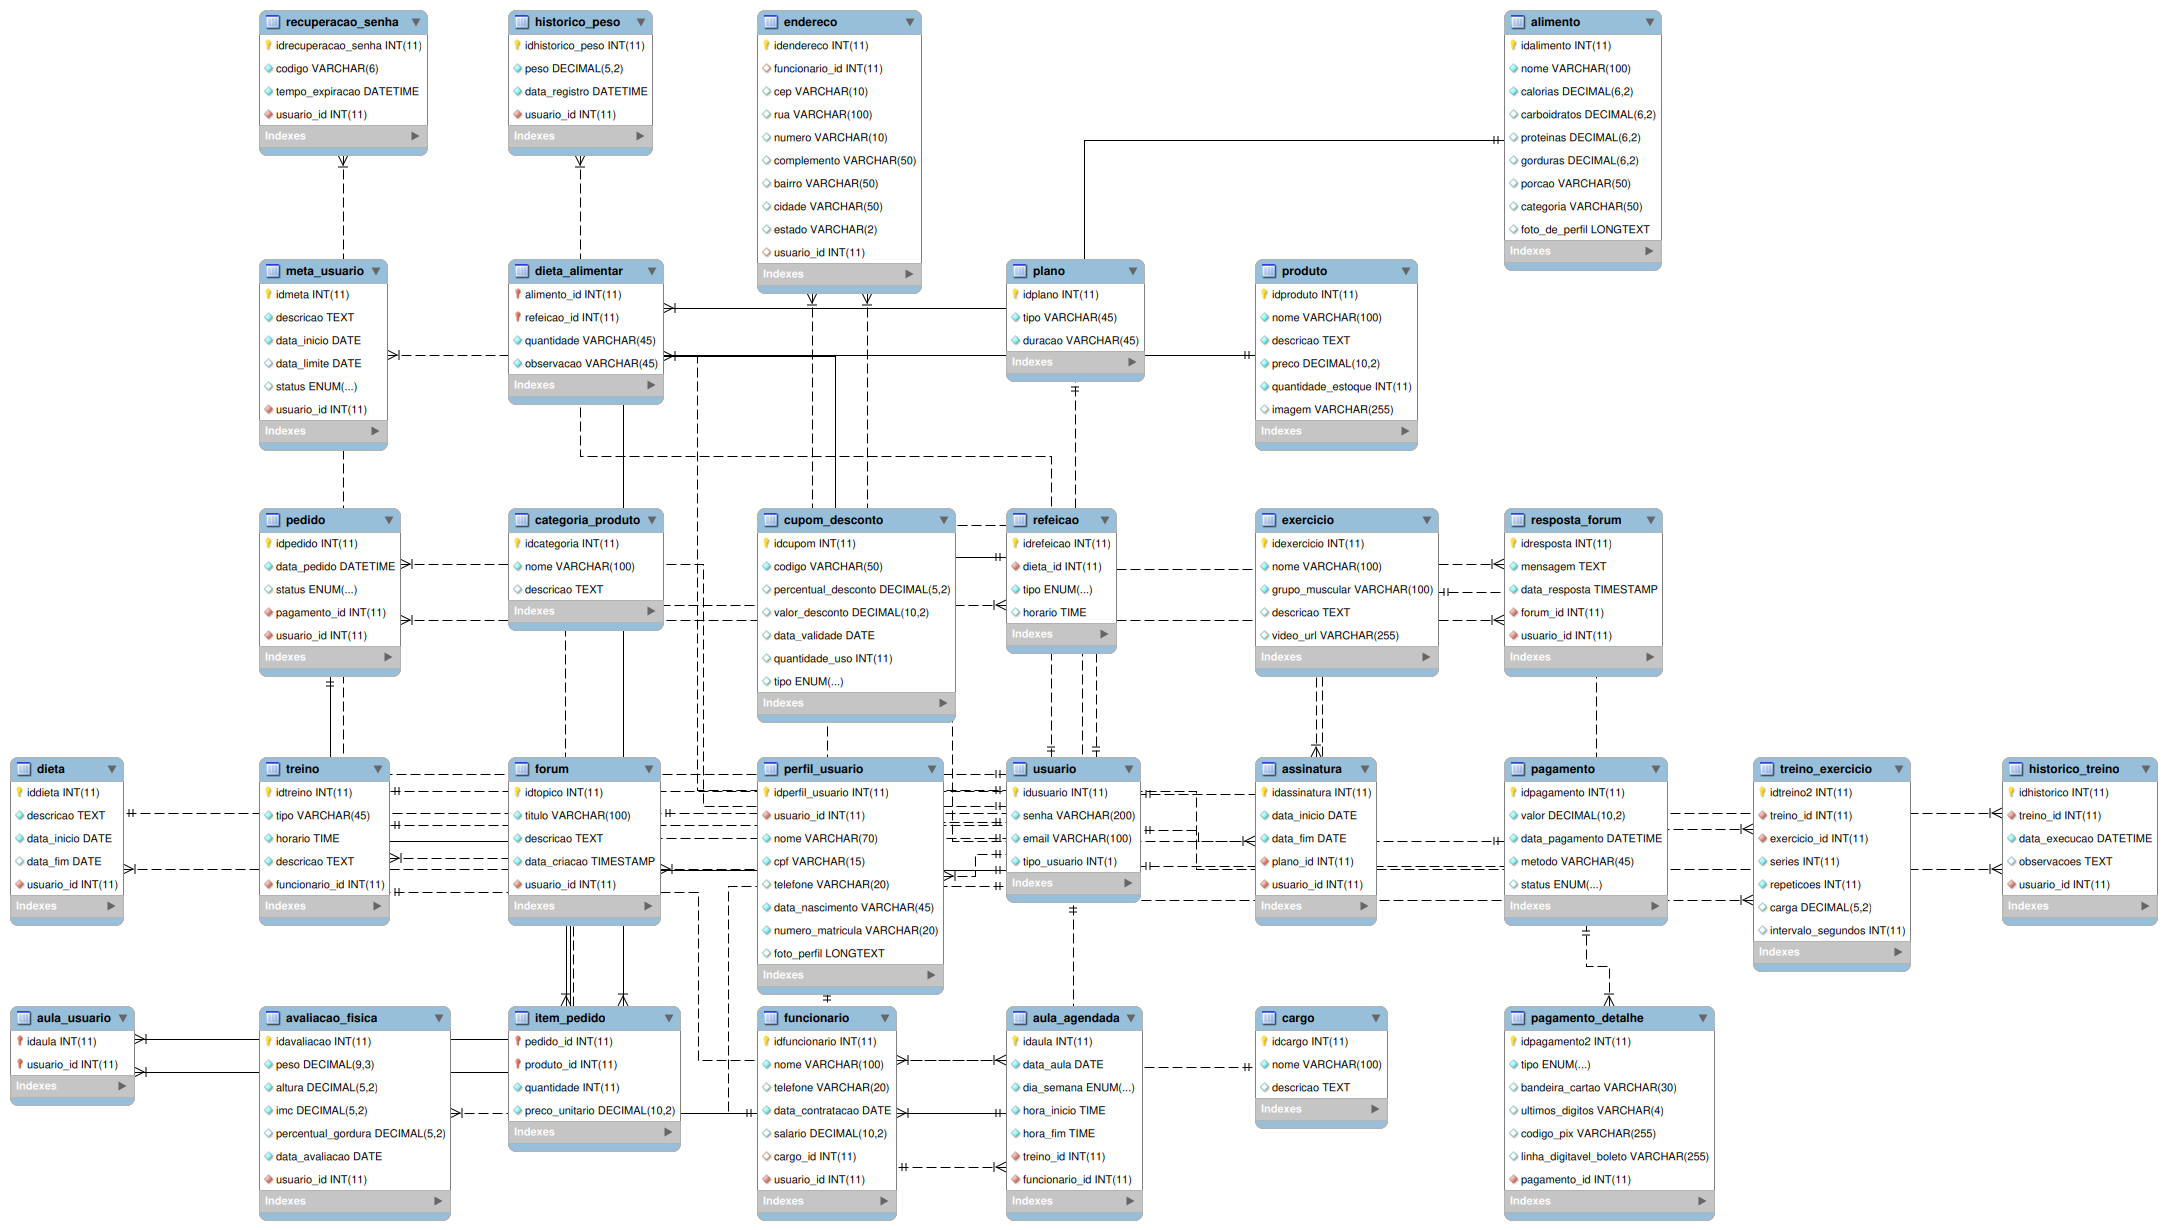 recuperacao_senha
idrecuperacao_senha INT(11)
codigo VARCHAR(6)
tempo_expiracao DATETIME
usuario_id INT(11)
Indexes
historico_peso
idhistorico_peso INT(11)
peso DECIMAL(5,2)
data_registro DATETIME
usuario_id INT(11)
Indexes
endereco
idendereco INT(11)
funcionario_id INT(11)
cep VARCHAR(10)
rua VARCHAR(100)
numero VARCHAR(10)
complemento VARCHAR(50)
bairro VARCHAR(50)
cidade VARCHAR(50)
estado VARCHAR(2)
usuario_id INT(11)
Indexes
alimento
idalimento INT(11)
nome VARCHAR(100)
calorias DECIMAL(6,2)
carboidratos DECIMAL(6,2)
proteinas DECIMAL(6,2)
gorduras DECIMAL(6,2)
porcao VARCHAR(50)
categoria VARCHAR(50)
foto_de_perfil LONGTEXT
Indexes
meta_usuario
idmeta INT(11)
descricao TEXT
data_inicio DATE
data_limite DATE
status ENUM(...)
usuario_id INT(11)
Indexes
dieta_alimentar
alimento_id INT(11)
refeicao_id INT(11)
quantidade VARCHAR(45)
observacao VARCHAR(45)
Indexes
plano
idplano INT(11)
tipo VARCHAR(45)
duracao VARCHAR(45)
Indexes
produto
idproduto INT(11)
nome VARCHAR(100)
descricao TEXT
preco DECIMAL(10,2)
quantidade_estoque INT(11)
imagem VARCHAR(255)
Indexes
pedido
idpedido INT(11)
data_pedido DATETIME
status ENUM(...)
pagamento_id INT(11)
usuario_id INT(11)
Indexes
categoria_produto
idcategoria INT(11)
nome VARCHAR(100)
descricao TEXT
Indexes
cupom_desconto
idcupom INT(11)
codigo VARCHAR(50)
percentual_desconto DECIMAL(5,2)
valor_desconto DECIMAL(10,2)
data_validade DATE
quantidade_uso INT(11)
tipo ENUM(...)
Indexes
refeicao
idrefeicao INT(11)
dieta_id INT(11)
tipo ENUM(...)
horario TIME
Indexes
exercicio
idexercicio INT(11)
nome VARCHAR(100)
grupo_muscular VARCHAR(100)
descricao TEXT
video_url VARCHAR(255)
Indexes
resposta_forum
idresposta INT(11)
mensagem TEXT
data_resposta TIMESTAMP
forum_id INT(11)
usuario_id INT(11)
Indexes
dieta
iddieta INT(11)
descricao TEXT
data_inicio DATE
data_fim DATE
usuario_id INT(11)
Indexes
treino
idtreino INT(11)
tipo VARCHAR(45)
horario TIME
descricao TEXT
funcionario_id INT(11)
Indexes
forum
idtopico INT(11)
titulo VARCHAR(100)
descricao TEXT
data_criacao TIMESTAMP
usuario_id INT(11)
Indexes
perfil_usuario
idperfil_usuario INT(11)
usuario_id INT(11)
nome VARCHAR(70)
cpf VARCHAR(15)
telefone VARCHAR(20)
data_nascimento VARCHAR(45)
numero_matricula VARCHAR(20)
foto_perfil LONGTEXT
Indexes
usuario
idusuario INT(11)
senha VARCHAR(200)
email VARCHAR(100)
tipo_usuario INT(1)
Indexes
assinatura
idassinatura INT(11)
data_inicio DATE
data_fim DATE
plano_id INT(11)
usuario_id INT(11)
Indexes
pagamento
idpagamento INT(11)
valor DECIMAL(10,2)
data_pagamento DATETIME
metodo VARCHAR(45)
status ENUM(...)
Indexes
treino_exercicio
idtreino2 INT(11)
treino_id INT(11)
exercicio_id INT(11)
series INT(11)
repeticoes INT(11)
carga DECIMAL(5,2)
intervalo_segundos INT(11)
Indexes
historico_treino
idhistorico INT(11)
treino_id INT(11)
data_execucao DATETIME
observacoes TEXT
usuario_id INT(11)
Indexes
aula_usuario
idaula INT(11)
usuario_id INT(11)
Indexes
avaliacao_fisica
idavaliacao INT(11)
peso DECIMAL(9,3)
altura DECIMAL(5,2)
imc DECIMAL(5,2)
percentual_gordura DECIMAL(5,2)
data_avaliacao DATE
usuario_id INT(11)
Indexes
item_pedido
pedido_id INT(11)
produto_id INT(11)
quantidade INT(11)
preco_unitario DECIMAL(10,2)
Indexes
funcionario
idfuncionario INT(11)
nome VARCHAR(100)
telefone VARCHAR(20)
data_contratacao DATE
salario DECIMAL(10,2)
cargo_id INT(11)
usuario_id INT(11)
Indexes
aula_agendada
idaula INT(11)
data_aula DATE
dia_semana ENUM(...)
hora_inicio TIME
hora_fim TIME
treino_id INT(11)
funcionario_id INT(11)
Indexes
cargo
idcargo INT(11)
nome VARCHAR(100)
descricao TEXT
Indexes
pagamento_detalhe
idpagamento2 INT(11)
tipo ENUM(...)
bandeira_cartao VARCHAR(30)
ultimos_digitos VARCHAR(4)
codigo_pix VARCHAR(255)
linha_digitavel_boleto VARCHAR(255)
pagamento_id INT(11)
Indexes